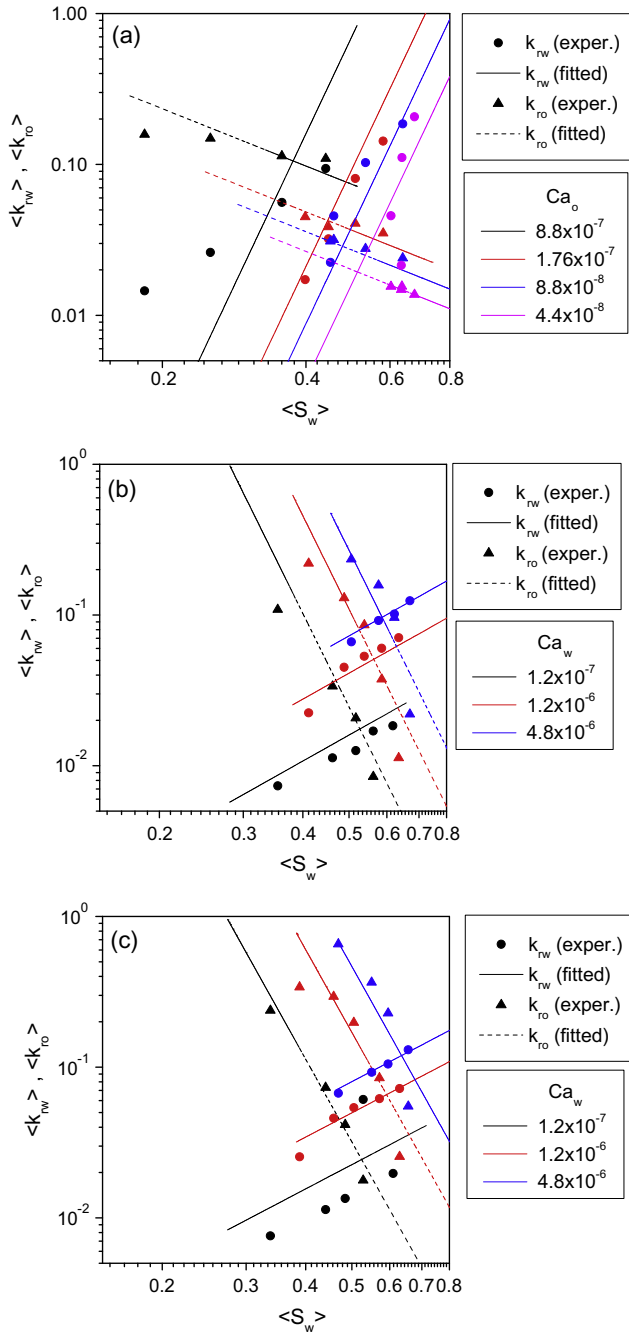 (a)
1.00
0.10
0.01
<k_rw> , <k_ro>
0.2
0.4
0.6
0.8
<S_w>
k_rw (exper.)
k_rw (fitted)
k_ro (exper.)
k_ro (fitted)
Ca_o
8.8x10^-7
1.76x10^-7
8.8x10^-8
4.4x10^-8
(b)
10^0
10^-1
10^-2
<k_rw> , <k_ro>
0.2
0.3
0.4
0.5
0.6
0.7
0.8
<S_w>
k_rw (exper.)
k_rw (fitted)
k_ro (exper.)
k_ro (fitted)
Ca_w
1.2x10^-7
1.2x10^-6
4.8x10^-6
(c)
10^0
10^-1
10^-2
<k_rw> , <k_ro>
0.2
0.3
0.4
0.5
0.6
0.7
0.8
<S_w>
k_rw (exper.)
k_rw (fitted)
k_ro (exper.)
k_ro (fitted)
Ca_w
1.2x10^-7
1.2x10^-6
4.8x10^-6